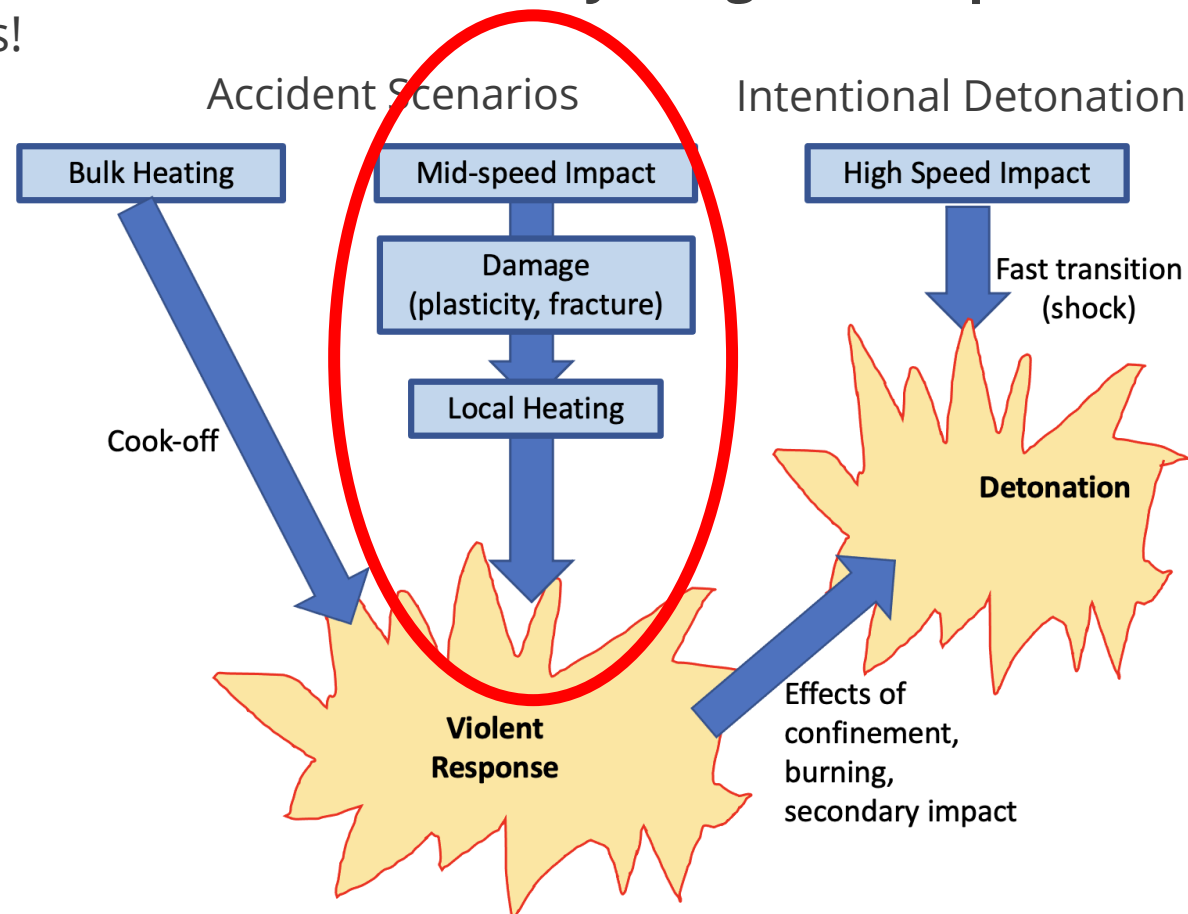 s!
Accident Scenarios
Intentional Detonation
Bulk Heating
Mid-speed Impact
High Speed Impact
Damage
(plasticity, fracture)
Fast transition
(shock)
Local Heating
Cook-off
Detonation
Violent
Response
Effects of
confinement,
burning,
secondary impact